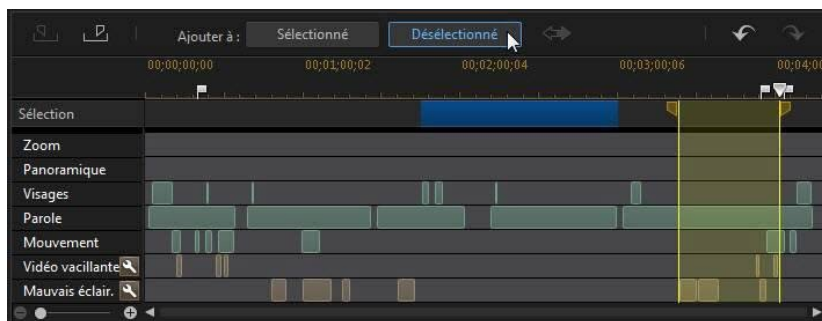 Ajouter à : Sélectionné Désélectionné
00;00;00;00 00;01;00;02 00;02;00;04 00;03;00;06 00;04;00
Sélection
Zoom
Panoramique
Visages
Parole
Mouvement
Vidéo vacillante
Mauvais éclair.